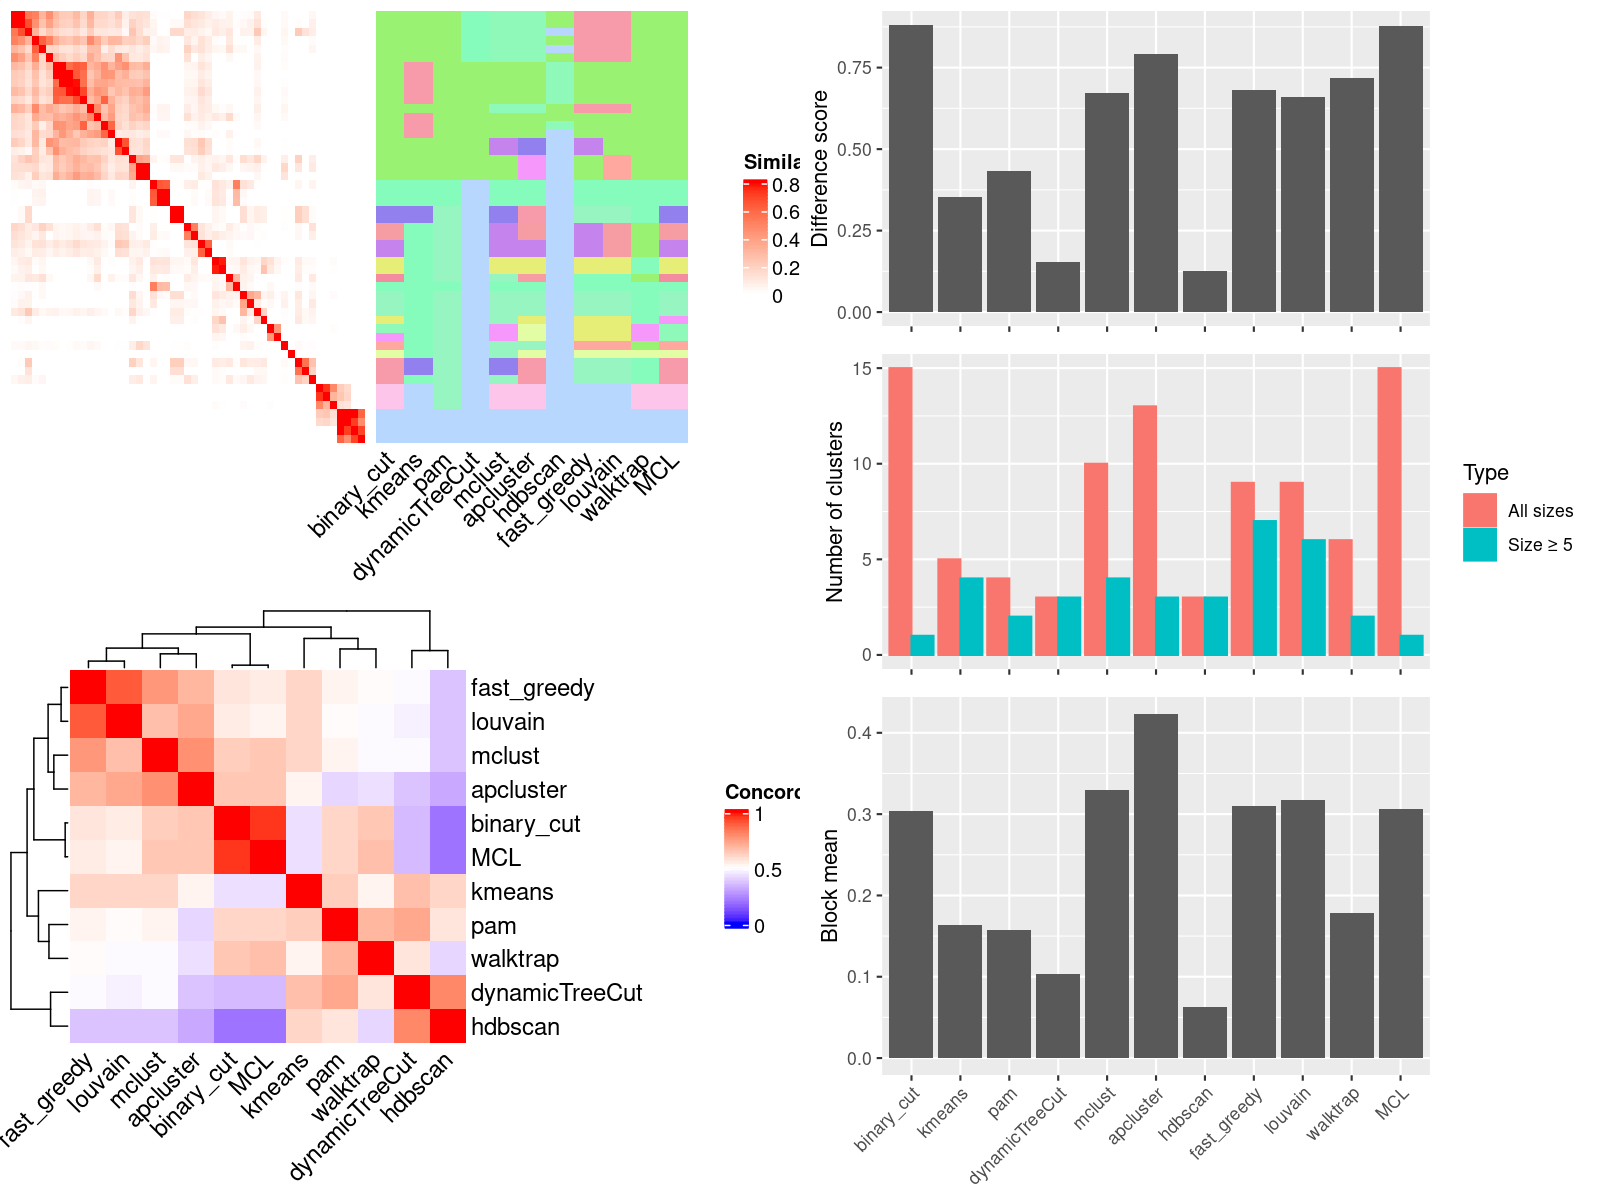 Simila
0.8
0.6
0.4
0.2
0
binary_cut
kmeans
pam
dynamicTreeCut
mclust
apcluster
hdbscan
fast_greedy
louvain
walktrap
MCL
Difference score
0.75
0.50
0.25
0.00
Number of clusters
15
10
5
0
Type
All sizes
Size ≥ 5
Block mean
0.4
0.3
0.2
0.1
0.0
binary_cut
kmeans
pam
dynamicTreeCut
mclust
apcluster
hdbscan
fast_greedy
louvain
walktrap
MCL
fast_greedy
louvain
mclust
apcluster
binary_cut
MCL
kmeans
pam
walktrap
dynamicTreeCut
hdbscan
Concord
1
0.5
0
fast_greedy
louvain
mclust
apcluster
binary_cut
MCL
kmeans
pam
walktrap
dynamicTreeCut
hdbscan